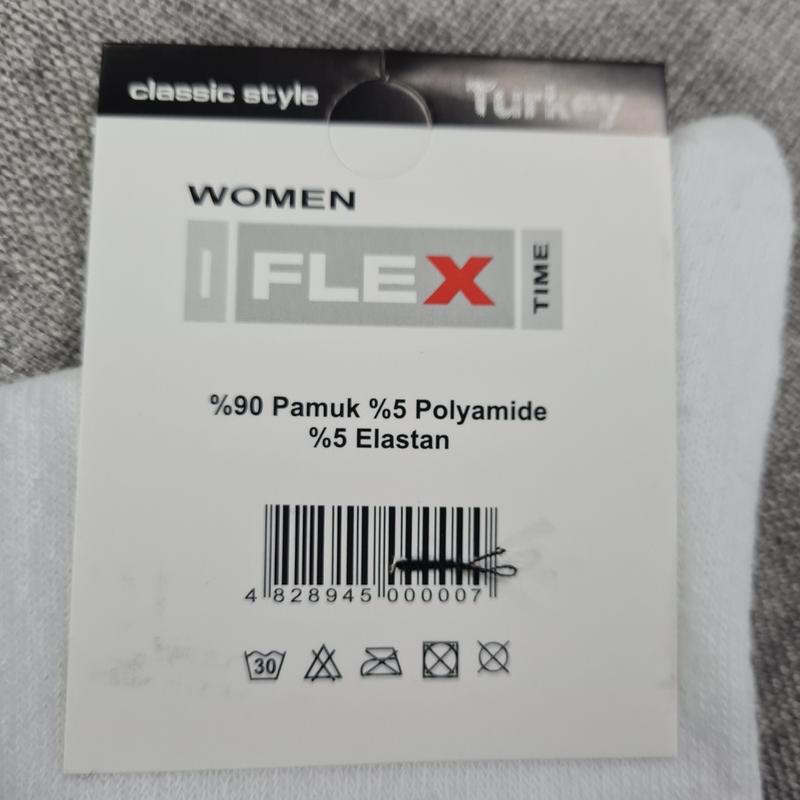 classic style Turkey
WOMEN
FLEX TIME
%90 Pamuk %5 Polyamide
%5 Elastan
4 828945 000007
30